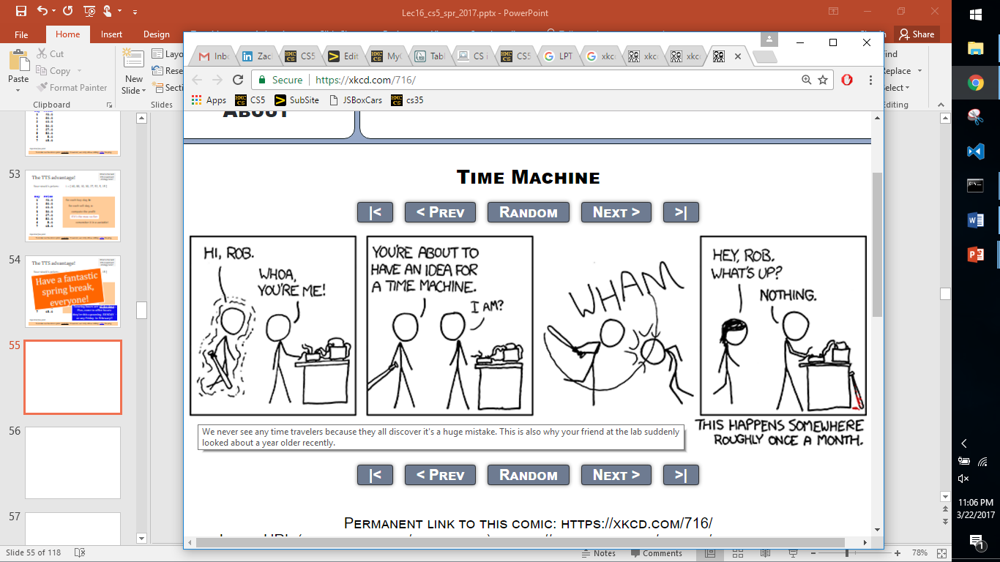 Lec16_cs5_spr_2017.pptx - PowerPoint
File
Home
Insert
Design
Share
Paste
Cut
Copy
Format Painter
Clipboard
New
Slide
Slides
Editing
Inb
Zac
CS5
Edit
MyC
Tabl
CS i
CS5
LPT
xkc
xkc
xkc
Secure
https://xkcd.com/716/
Apps
CS5
SubSite
JSBoxCars
cs35
ABOUT
TIME MACHINE
|<
< PREV
RANDOM
NEXT >
>|
HI, ROB.
WHOA,
YOU'RE ME!
YOU'RE ABOUT TO
HAVE AN IDEA FOR
A TIME MACHINE.
I AM?
WHAM
HEY, ROB.
WHAT'S UP?
NOTHING.
THIS HAPPENS SOMEWHERE
ROUGHLY ONCE A MONTH.
We never see any time travelers because they all discover it's a huge mistake. This is also why your friend at the lab suddenly
looked about a year older recently.
|<
< PREV
RANDOM
NEXT >
>|
PERMANENT LINK TO THIS COMIC: HTTPS://XKCD.COM/716/
53
The TTS advantage!
54
The TTS advantage!
Have a fantastic
spring break,
everyone!
55
56
57
Slide 55 of 118
Notes
Comments
78%
11:06 PM
3/22/2017
1